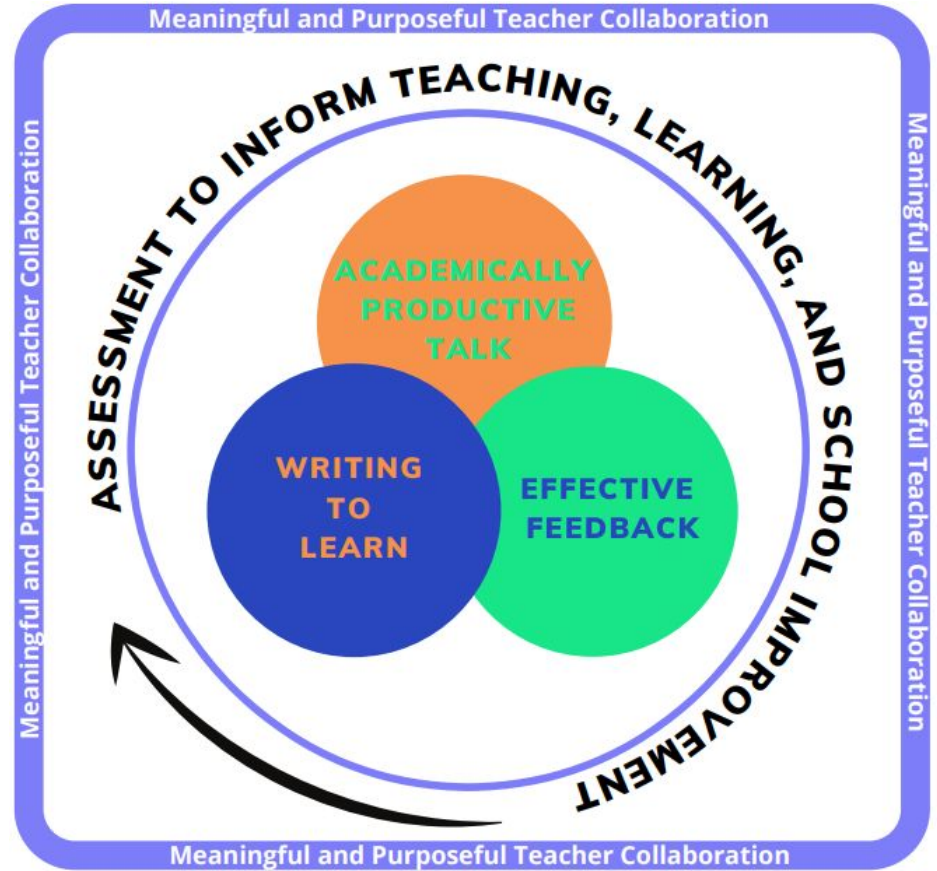 Meaningful and Purposeful Teacher Collaboration
ASSESSMENT TO INFORM TEACHING, LEARNING, AND SCHOOL IMPROVEMENT
Meaningful and Purposeful Teacher Collaboration
Meaningful and Purposeful Teacher Collaboration
ACADEMICALLY
PRODUCTIVE
TALK
WRITING
TO
LEARN
EFFECTIVE
FEEDBACK
Meaningful and Purposeful Teacher Collaboration